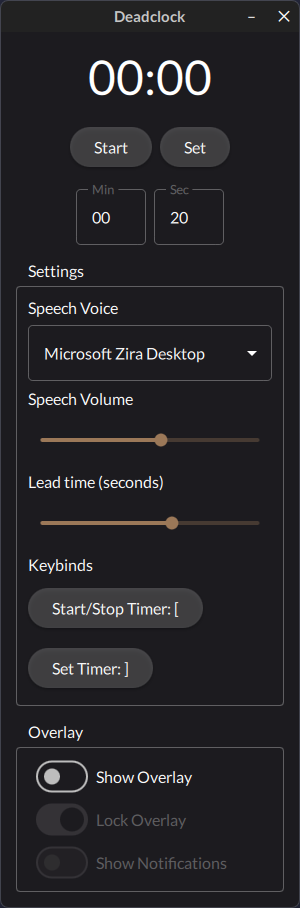 Deadclock
00:00
Start Set
Min Sec
00 20
Settings
Speech Voice
Microsoft Zira Desktop
Speech Volume
Lead time (seconds)
Keybinds
Start/Stop Timer: [
Set Timer: ]
Overlay
Show Overlay
Lock Overlay
Show Notifications